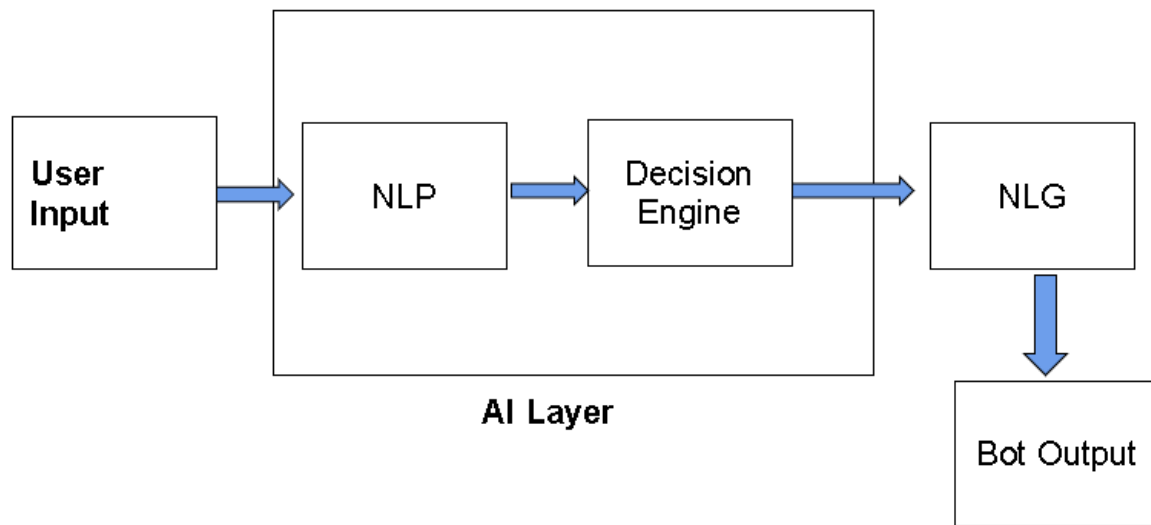 User
Input
NLP
Decision
Engine
NLG
AI Layer
Bot Output